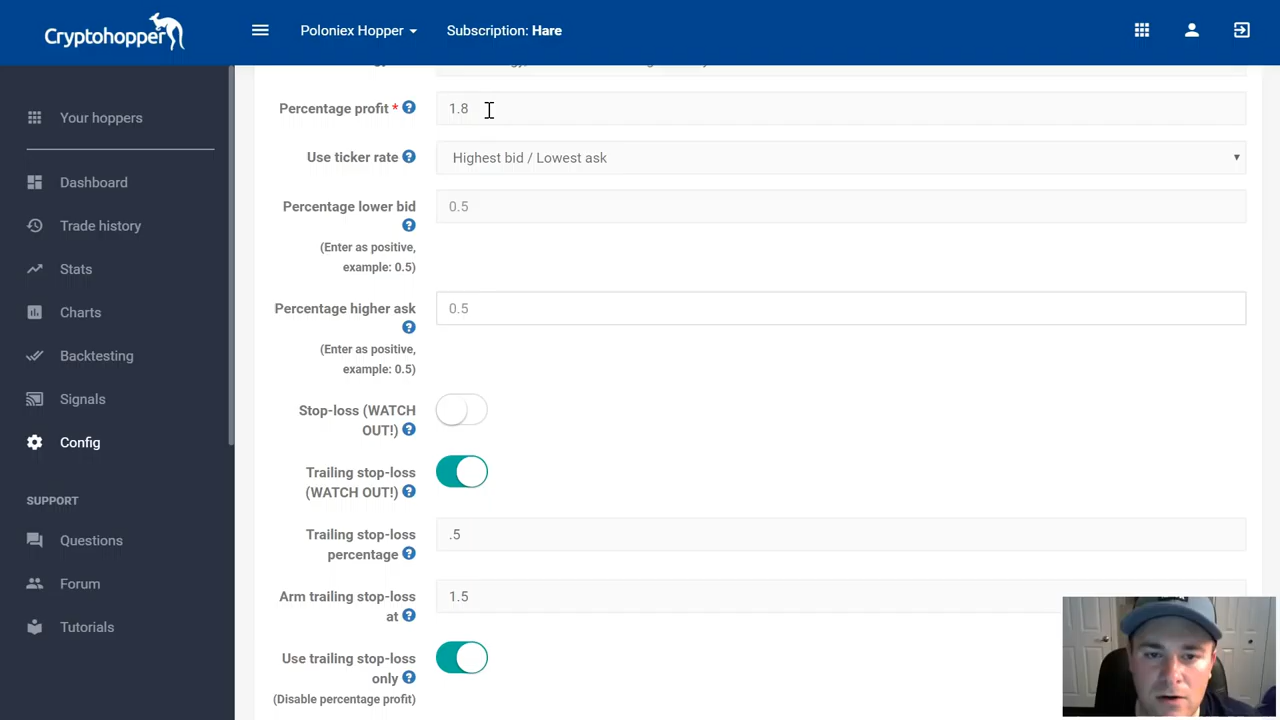 Cryptohopper
Poloniex Hopper
Subscription: Hare
Your hoppers
Dashboard
Trade history
Stats
Charts
Backtesting
Signals
Config
SUPPORT
Questions
Forum
Tutorials
Percentage profit * ?
1.8
Use ticker rate ?
Highest bid / Lowest ask
Percentage lower bid
?
(Enter as positive,
example: 0.5)
0.5
Percentage higher ask
?
(Enter as positive,
example: 0.5)
0.5
Stop-loss (WATCH
OUT!) ?
Trailing stop-loss
(WATCH OUT!) ?
Trailing stop-loss
percentage ?
.5
Arm trailing stop-loss
at ?
1.5
Use trailing stop-loss
only ?
(Disable percentage profit)